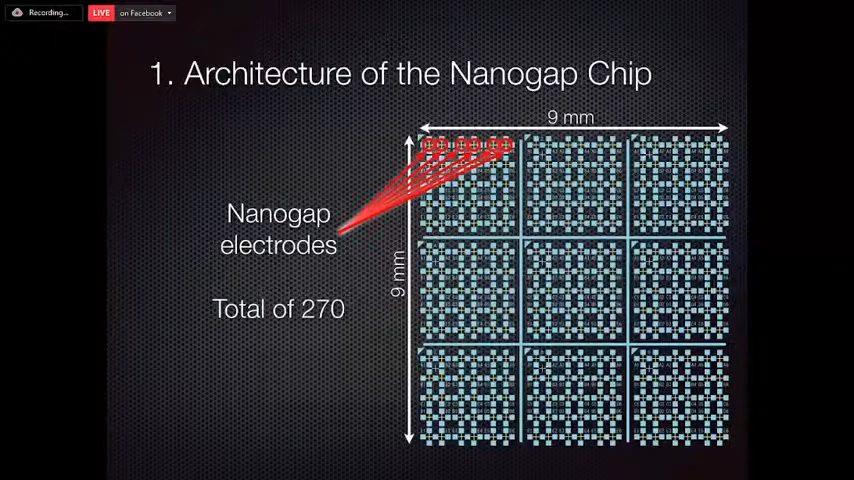 Recording...
LIVE on Facebook
1. Architecture of the Nanogap Chip
9 mm
Nanogap
electrodes
9 mm
Total of 270